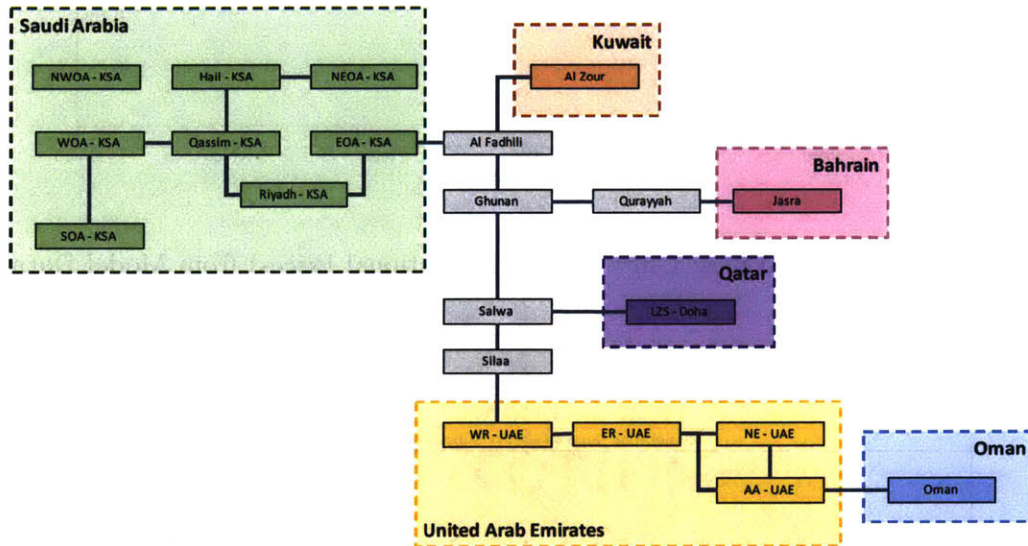 Saudi Arabia
Kuwait
NWOA - KSA
Hail - KSA
NEOA - KSA
Al Zour
WOA - KSA
Qassim - KSA
EOA - KSA
Al Fadhili
Bahrain
Riyadh - KSA
Ghunan
Qurayyah
Jasra
SOA - KSA
Qatar
Salwa
LZS - Doha
Silaa
WR - UAE
ER - UAE
NE - UAE
Oman
AA - UAE
Oman
United Arab Emirates